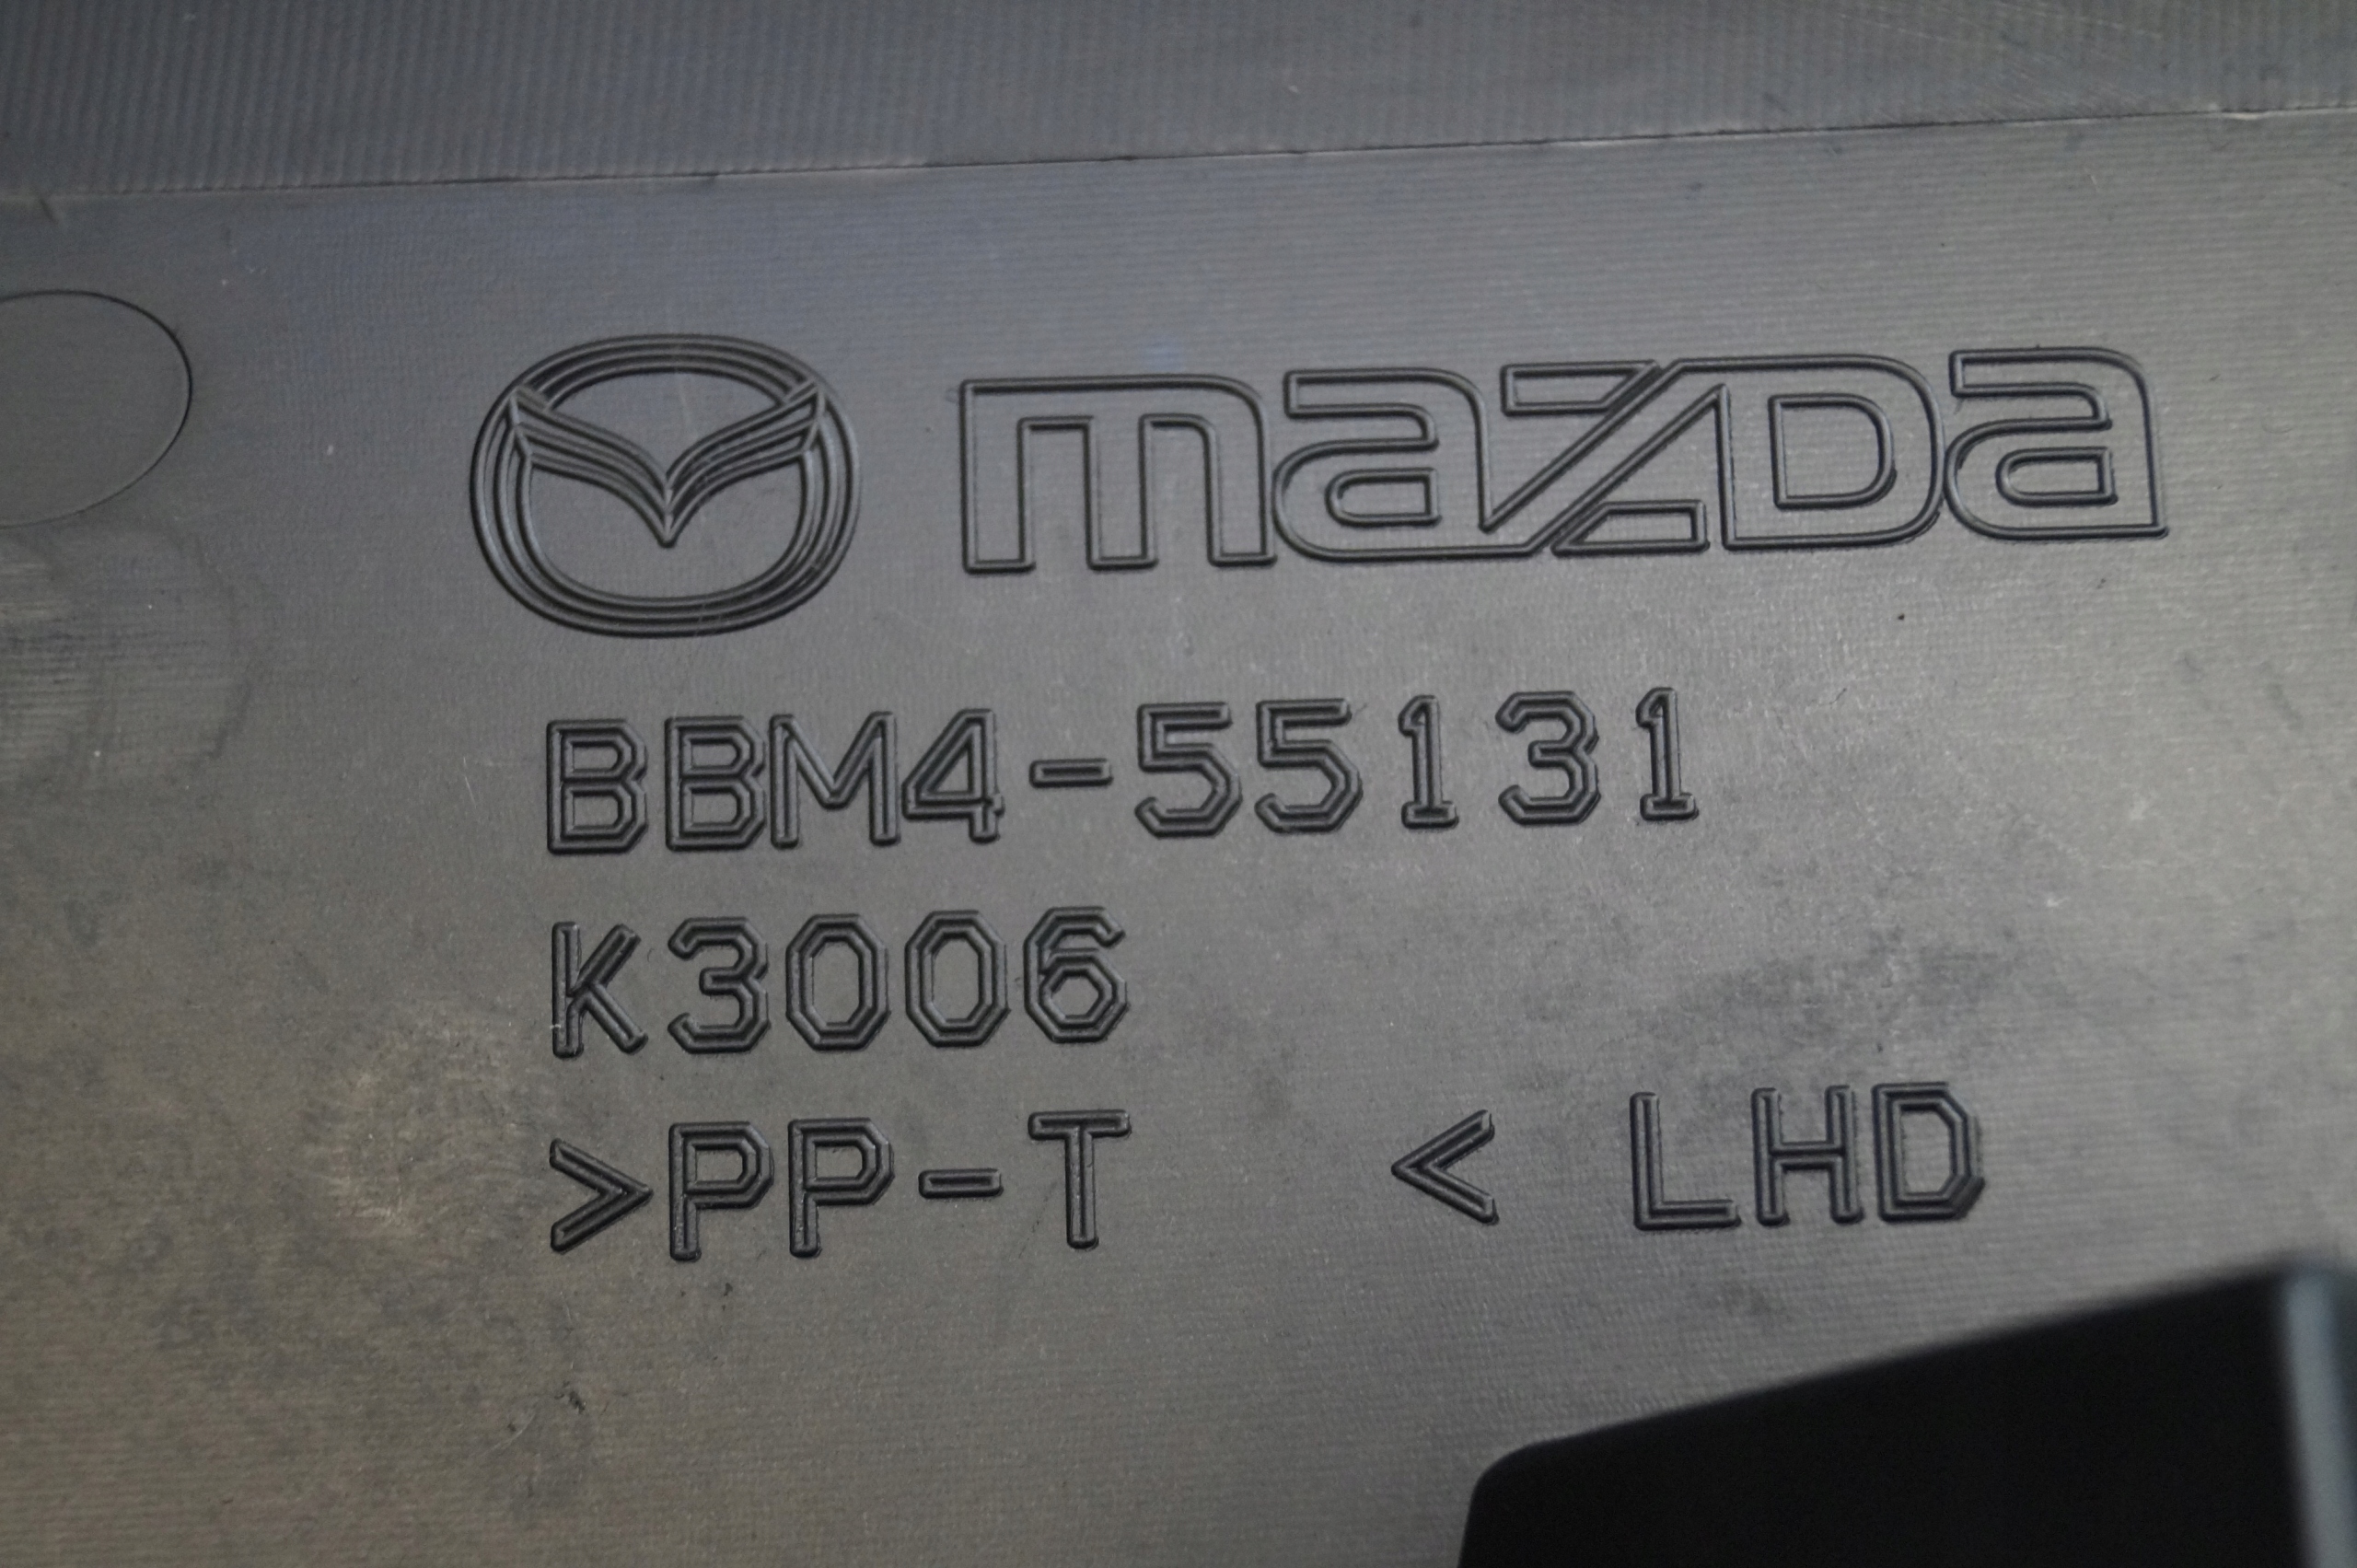 mazda
BBM4-55131
K3006
>PP-T < LHD